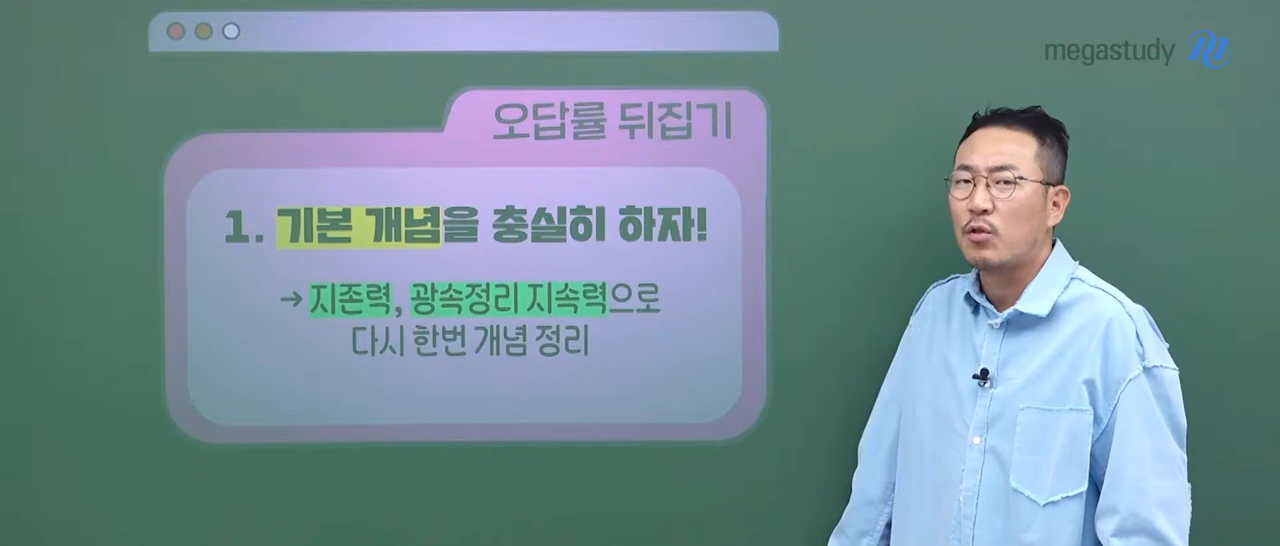 megastudy
오답률 뒤집기
1. 기본 개념을 충실히 하자!
→ 지존력, 광속정리 지속력으로
다시 한번 개념 정리